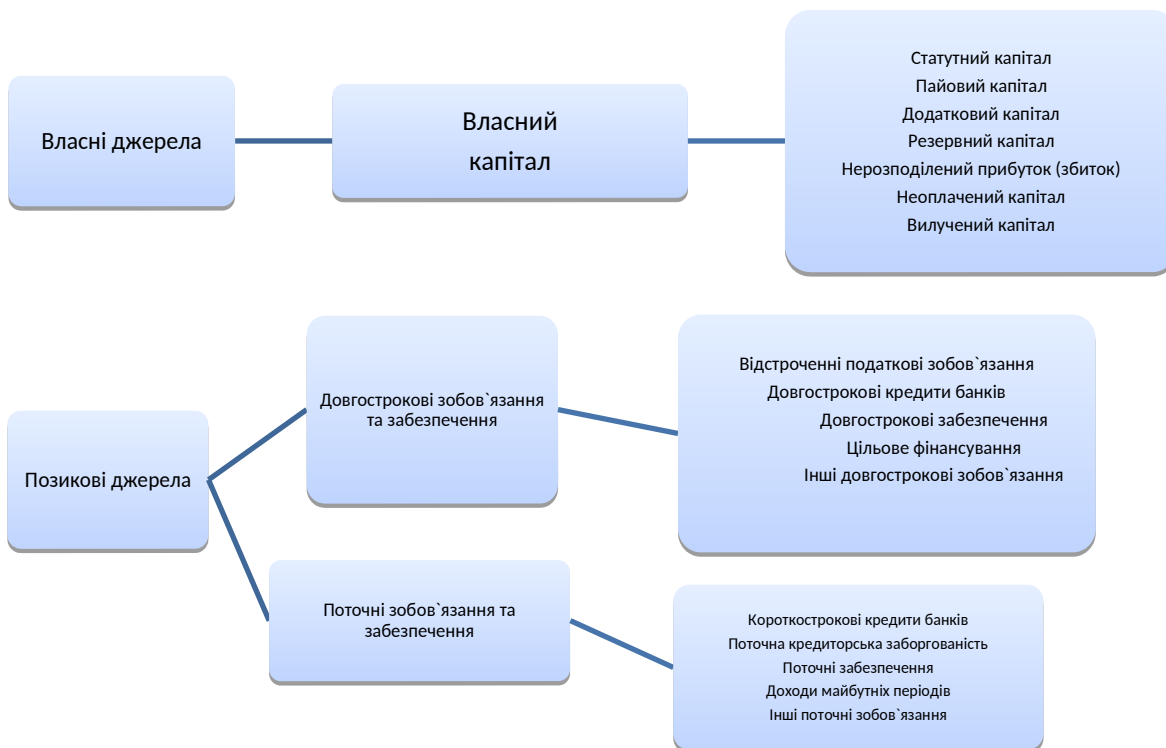 Власні джерела
Власний
капітал
Статутний капітал
Пайовий капітал
Додатковий капітал
Резервний капітал
Нерозподілений прибуток (збиток)
Неоплачений капітал
Вилучений капітал
Позикові джерела
Довгострокові зобов`язання
та забезпечення
Відстроченні податкові зобов`язання
Довгострокові кредити банків
Довгострокові забезпечення
Цільове фінансування
Інші довгострокові зобов`язання
Поточні зобов`язання та
забезпечення
Короткострокові кредити банків
Поточна кредиторська заборгованість
Поточні забезпечення
Доходи майбутніх періодів
Інші поточні зобов`язання